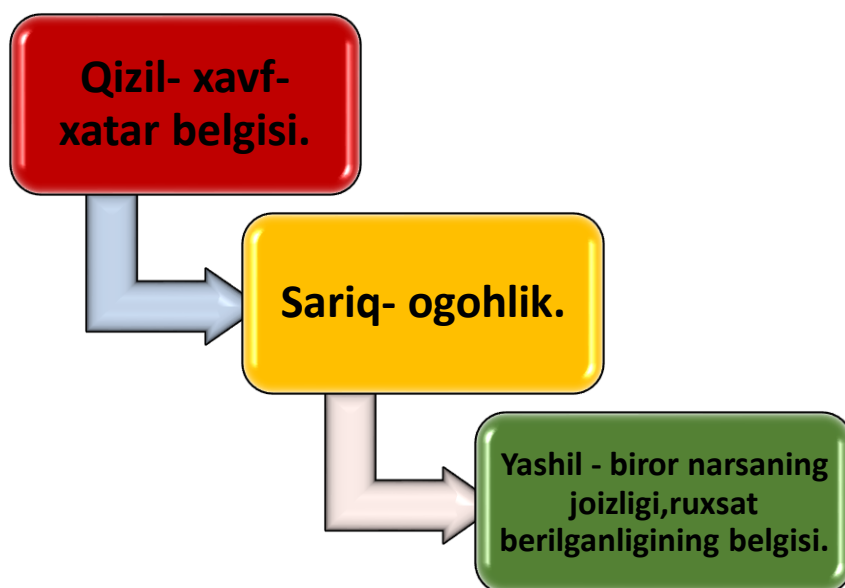 Qizil- xavf-
xatar belgisi.
Sariq- ogohlik.
Yashil - biror narsaning
joizligi,ruxsat
berilganligining belgisi.